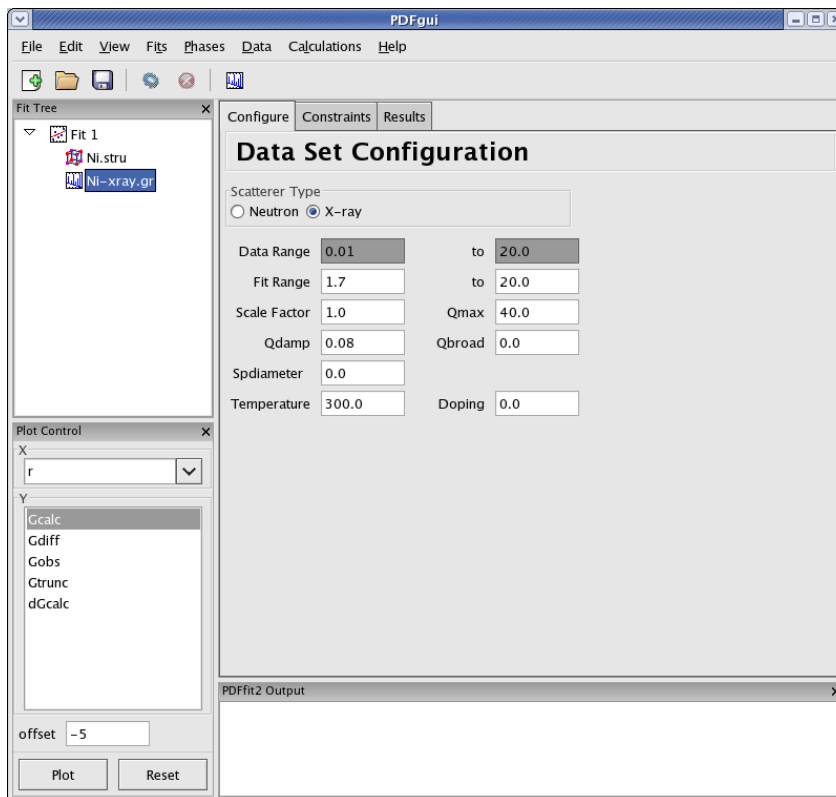 PDFgui
File Edit View Fits Phases Data Calculations Help
Fit Tree
Fit 1
Ni.stru
Ni-xray.gr
Plot Control
X
r
Y
Gcalc
Gdiff
Gobs
Gtrunc
dGcalc
offset -5
Plot Reset
Configure Constraints Results
Data Set Configuration
Scatterer Type
Neutron X-ray
Data Range 0.01 to 20.0
Fit Range 1.7 to 20.0
Scale Factor 1.0 Qmax 40.0
Qdamp 0.08 Qbroad 0.0
Spdiameter 0.0
Temperature 300.0 Doping 0.0
PDFfit2 Output